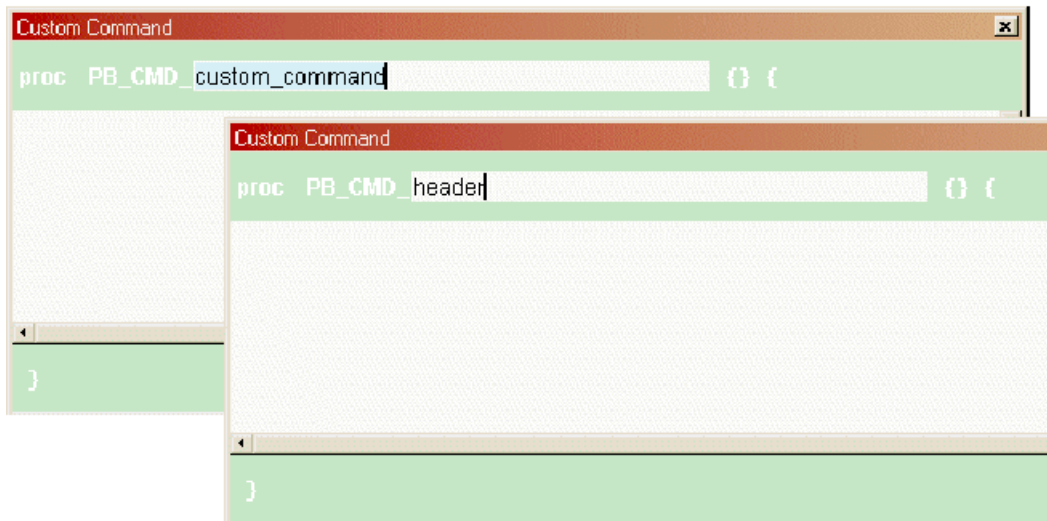 Custom Command
proc PB_CMD_custom_command {} {
}
Custom Command
proc PB_CMD_header {} {
}